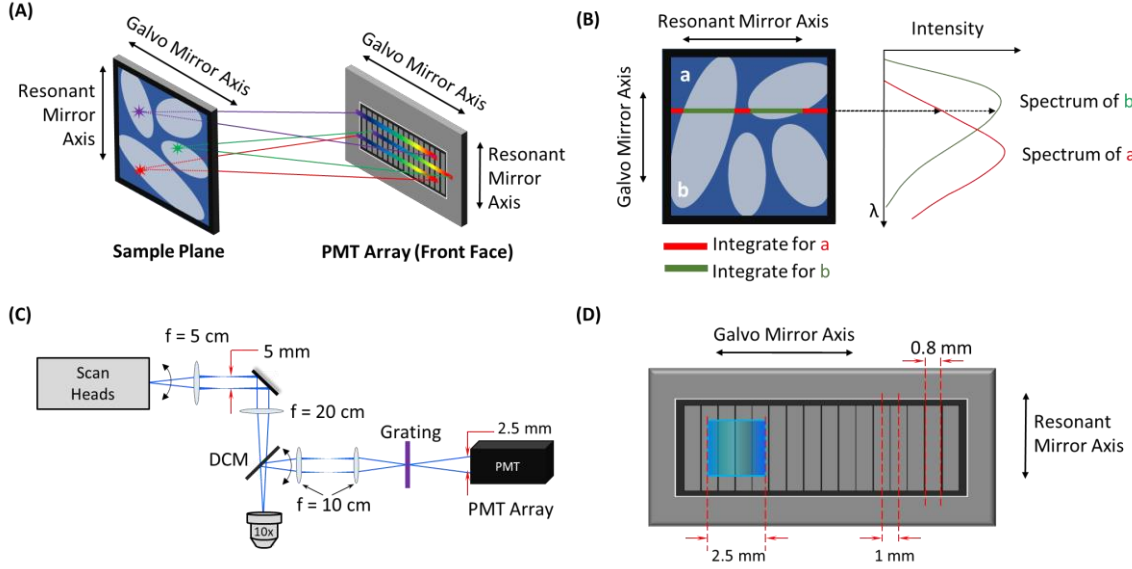 (A)
Galvo Mirror Axis
Galvo Mirror Axis
Resonant
Mirror
Axis
Resonant
Mirror
Axis
Sample Plane
PMT Array (Front Face)
(B)
Resonant Mirror Axis
Intensity
Galvo Mirror Axis
a
b
Spectrum of b
Spectrum of a
λ
Integrate for a
Integrate for b
(C)
f = 5 cm
5 mm
Scan
Heads
f = 20 cm
Grating
2.5 mm
DCM
PMT
f = 10 cm
PMT Array
10x
(D)
Galvo Mirror Axis
0.8 mm
Resonant
Mirror Axis
2.5 mm
1 mm